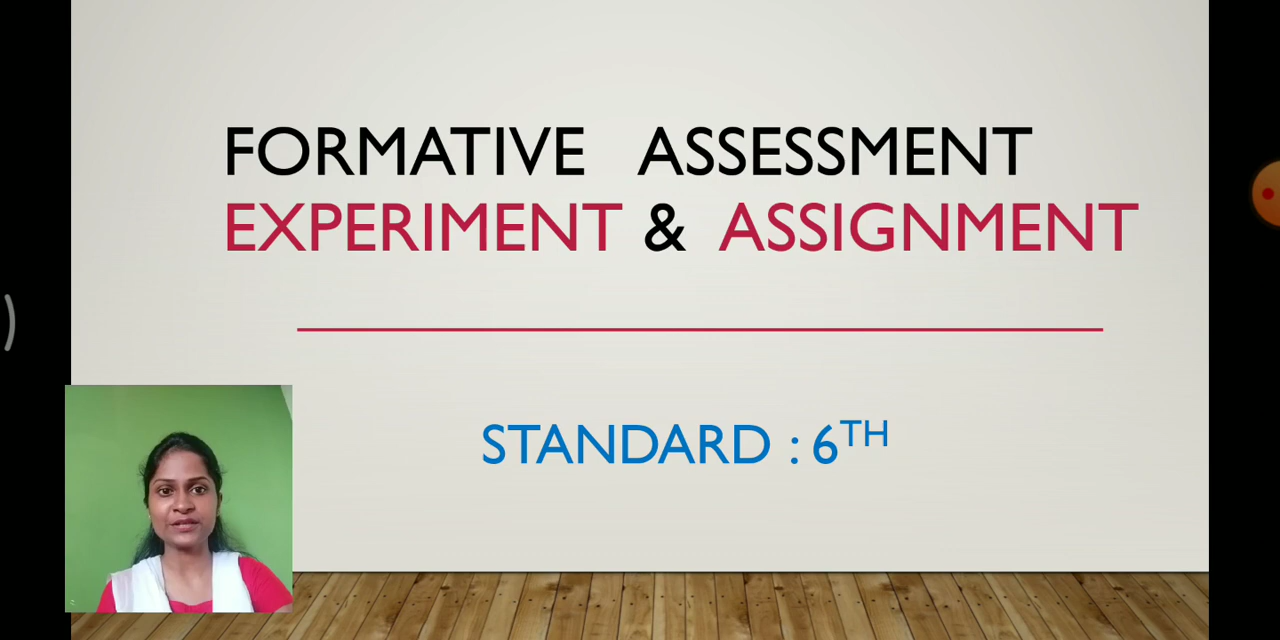 FORMATIVE ASSESSMENT
EXPERIMENT & ASSIGNMENT
STANDARD : 6TH